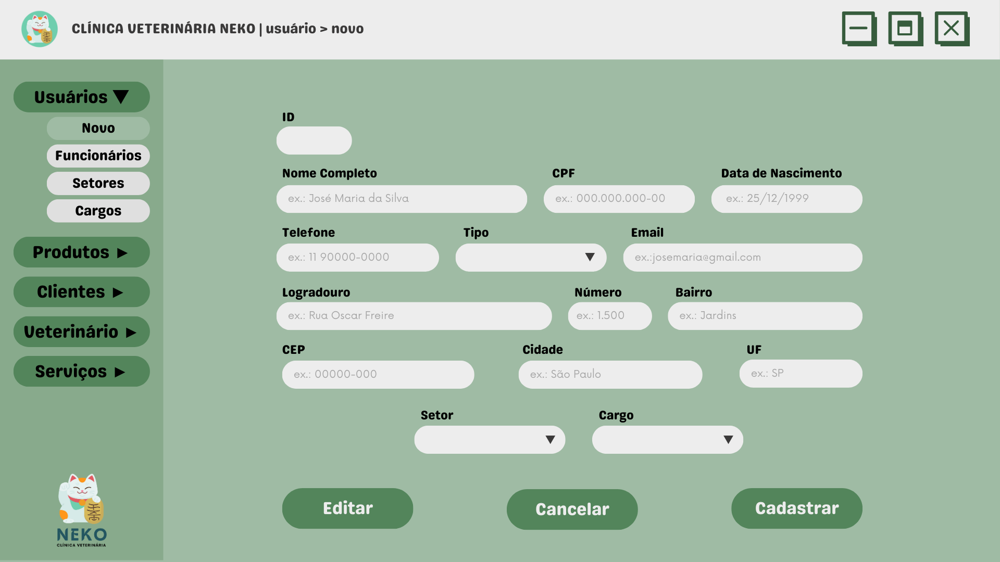 CLÍNICA VETERINÁRIA NEKO | usuário > novo
Usuários ▼
Novo
Funcionários
Setores
Cargos
Produtos ►
Clientes ►
Veterinário ►
Serviços ►
NEKO
CLÍNICA VETERINÁRIA
ID
Nome Completo CPF Data de Nascimento
ex.: José Maria da Silva ex.: 000.000.000-00 ex.: 25/12/1999
Telefone Tipo Email
ex.: 11 90000-0000 ▼ ex.:josemaria@gmail.com
Logradouro Número Bairro
ex.: Rua Oscar Freire ex.: 1.500 ex.: Jardins
CEP Cidade UF
ex.: 00000-000 ex.: São Paulo ex.: SP
Setor Cargo
▼ ▼
Editar Cancelar Cadastrar